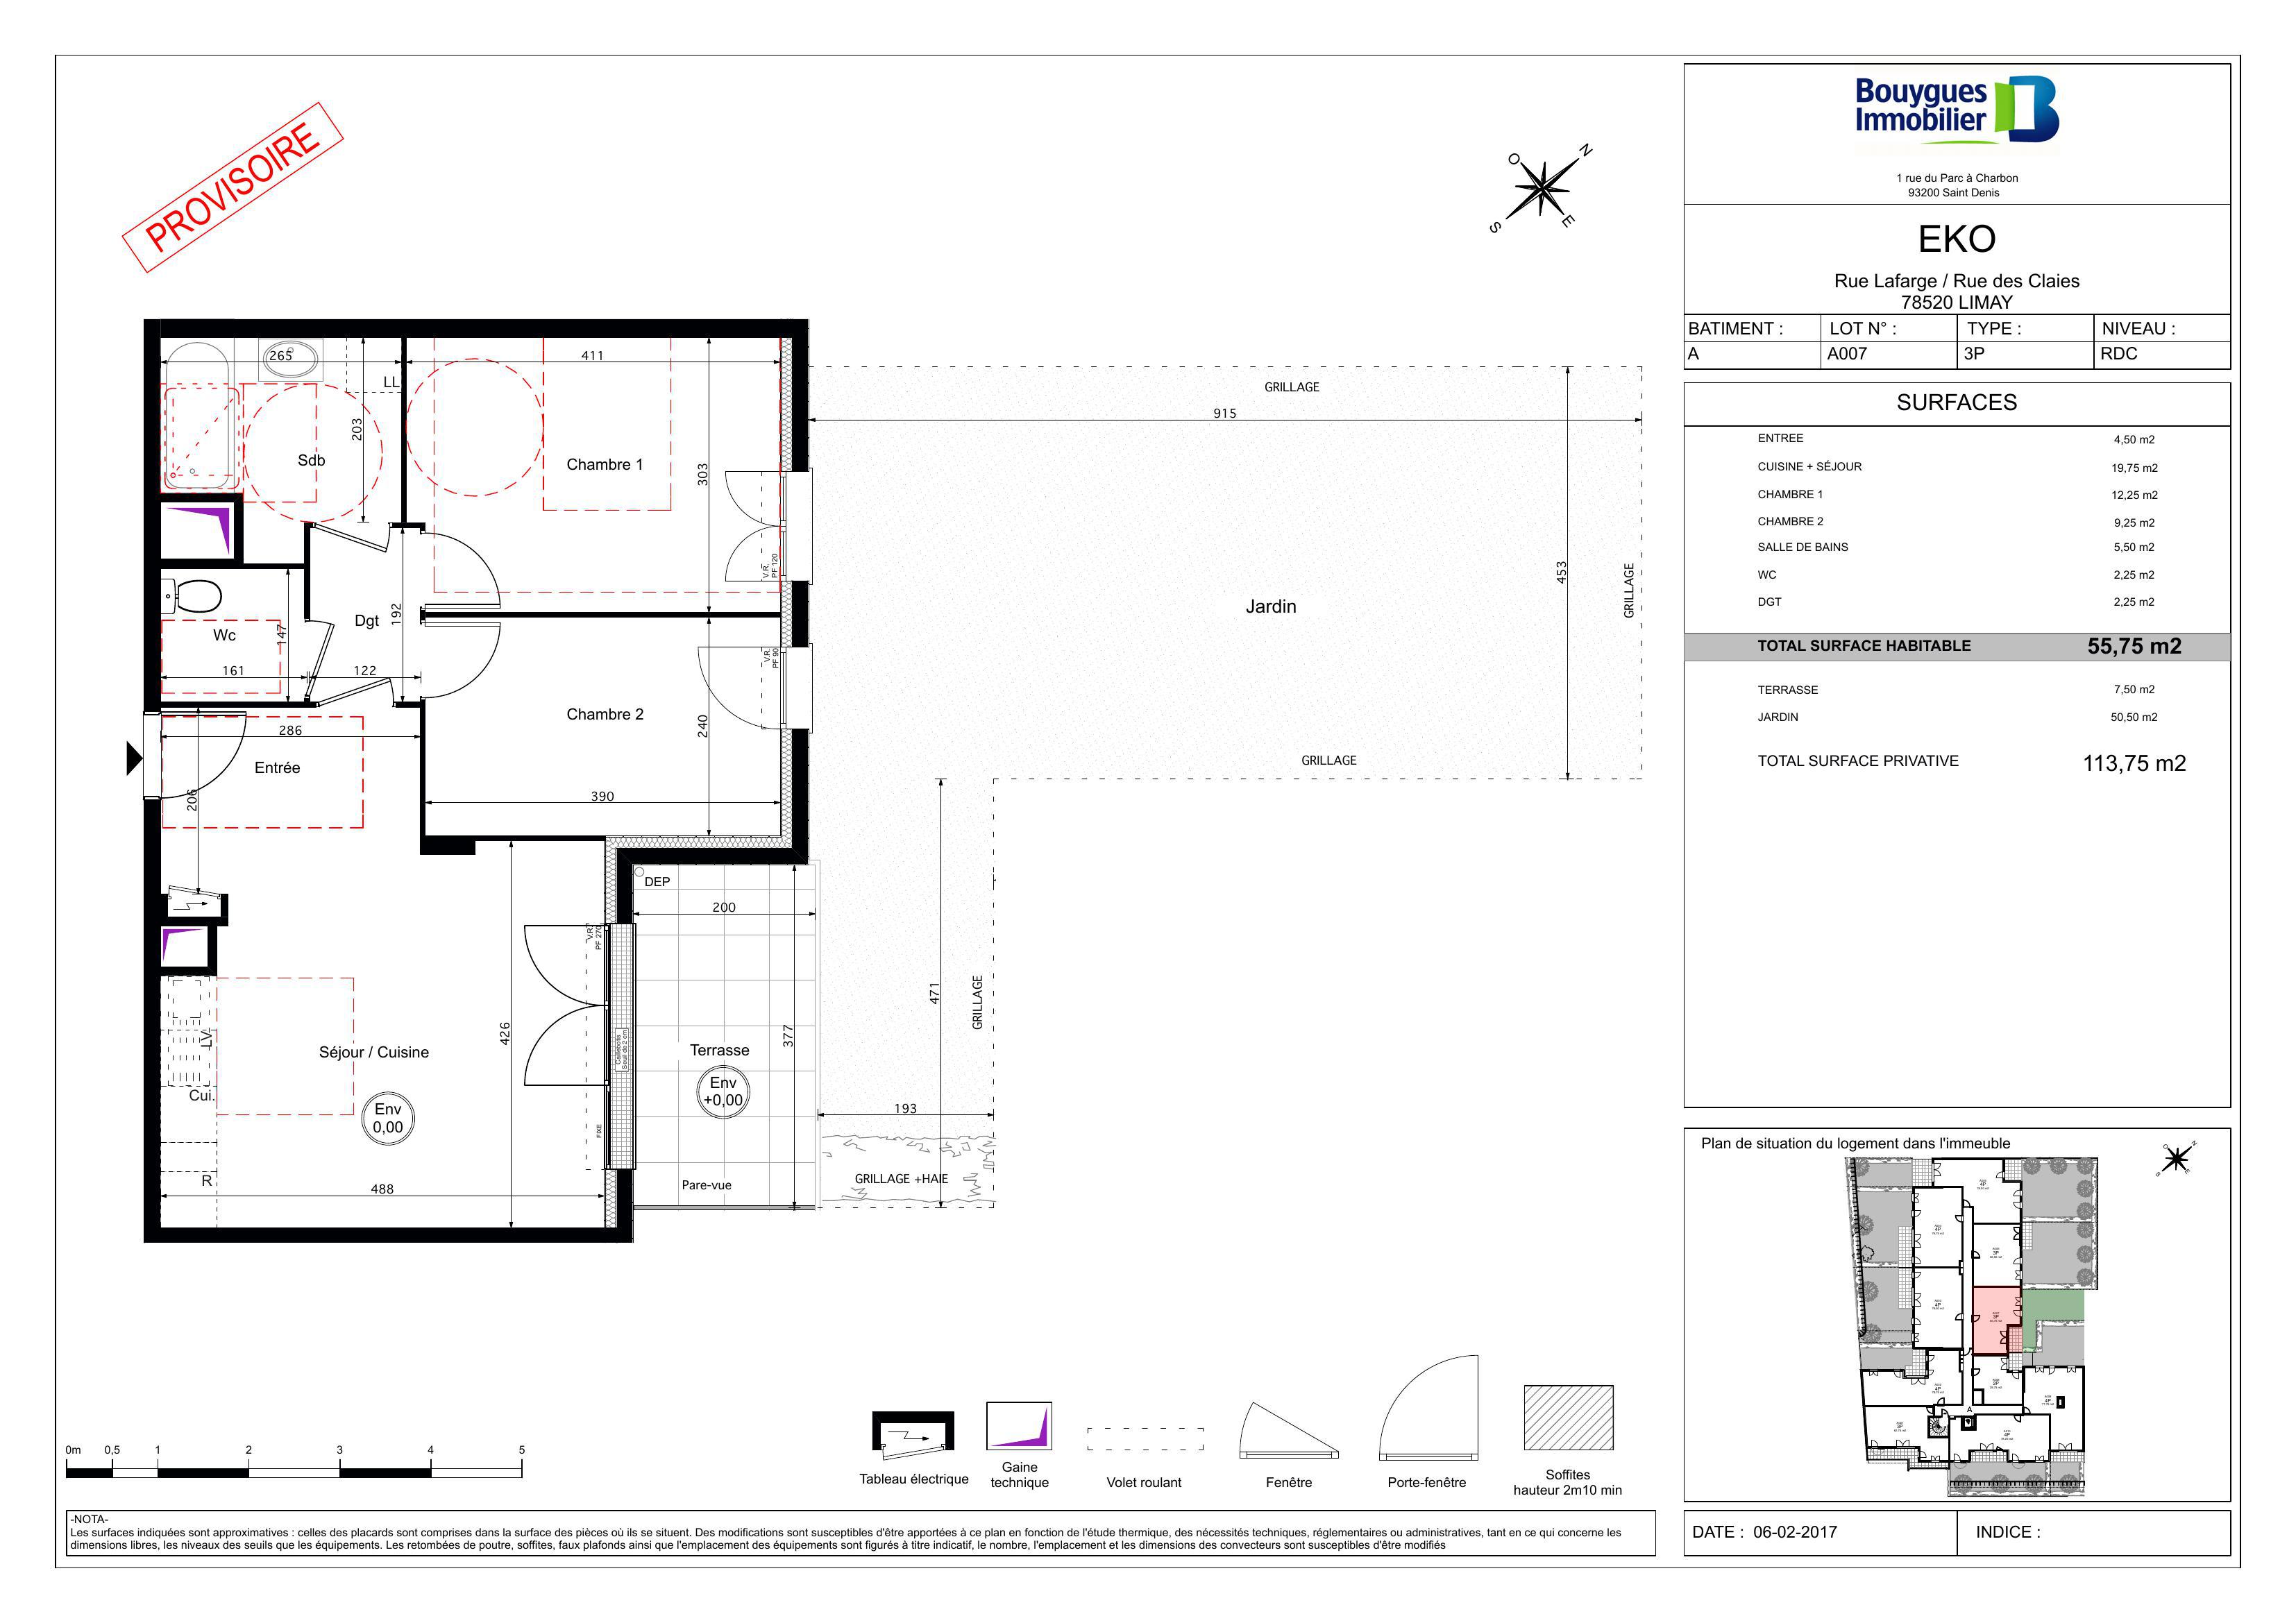 PROVISOIRE
O
N
S
E
265
LL
411
203
Sdb
Chambre 1
303
V.R.
PF 120
GRILLAGE
915
453
GRILLAGE
Jardin
Wc
147
161
Dgt
192
122
V.R.
PF 90
Chambre 2
240
390
286
Entrée
206
GRILLAGE
DEP
200
V.R.
PF 270
471
GRILLAGE
377
426
LV
Séjour / Cuisine
Caillebotis
Seuil de 2 cm
Terrasse
Env
+0,00
Cui.
Env
0,00
193
FIXE
R
488
Pare-vue
GRILLAGE +HAIE
0m 0,5 1 2 3 4 5
Tableau électrique
Gaine
technique
Volet roulant
Fenêtre
Porte-fenêtre
Soffites
hauteur 2m10 min
-NOTA-
Les surfaces indiquées sont approximatives : celles des placards sont comprises dans la surface des pièces où ils se situent. Des modifications sont susceptibles d'être apportées à ce plan en fonction de l'étude thermique, des nécessités techniques, réglementaires ou administratives, tant en ce qui concerne les
dimensions libres, les niveaux des seuils que les équipements. Les retombées de poutre, soffites, faux plafonds ainsi que l'emplacement des équipements sont figurés à titre indicatif, le nombre, l'emplacement et les dimensions des convecteurs sont susceptibles d'être modifiés
Bouygues
Immobilier
1 rue du Parc à Charbon
93200 Saint Denis
EKO
Rue Lafarge / Rue des Claies
78520 LIMAY
BATIMENT : LOT N° : TYPE : NIVEAU :
A A007 3P RDC
SURFACES
ENTREE 4,50 m2
CUISINE + SÉJOUR 19,75 m2
CHAMBRE 1 12,25 m2
CHAMBRE 2 9,25 m2
SALLE DE BAINS 5,50 m2
WC 2,25 m2
DGT 2,25 m2
TOTAL SURFACE HABITABLE 55,75 m2
TERRASSE 7,50 m2
JARDIN 50,50 m2
TOTAL SURFACE PRIVATIVE 113,75 m2
Plan de situation du logement dans l'immeuble
O
N
S
E
A
DATE : 06-02-2017 INDICE :